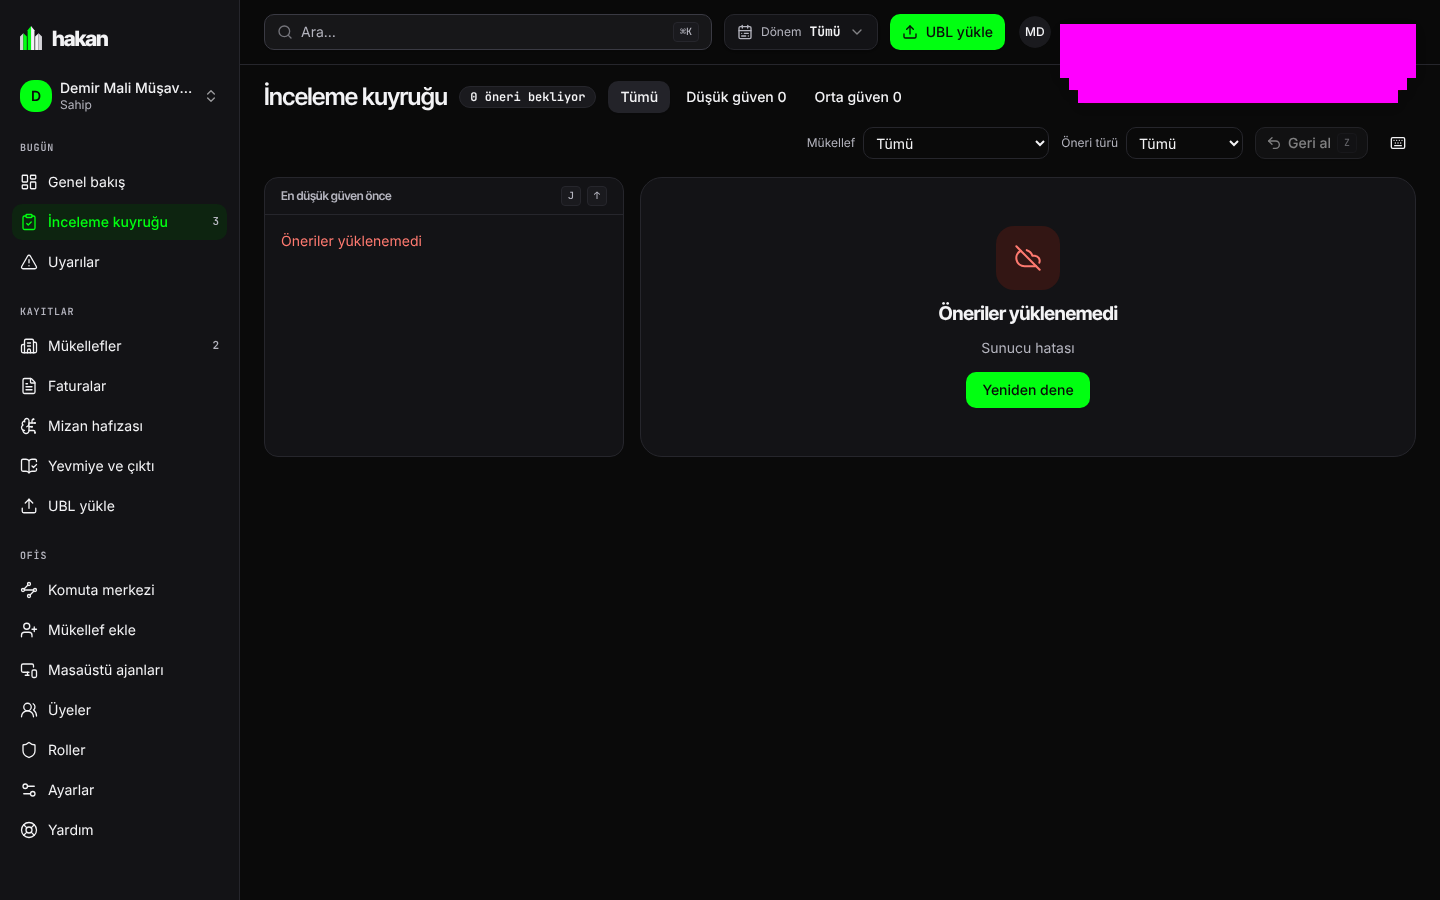 hakan
Ara...
⌘K
Dönem Tümü
UBL yükle
MD
D
Demir Mali Müşav...
Sahip
İnceleme kuyruğu
0 öneri bekliyor
Tümü
Düşük güven 0
Orta güven 0
Mükellef
Tümü
Öneri türü
Tümü
Geri al Z
BUGÜN
Genel bakış
İnceleme kuyruğu 3
Uyarılar
KAYITLAR
Mükellefler 2
Faturalar
Mizan hafızası
Yevmiye ve çıktı
UBL yükle
OFİS
Komuta merkezi
Mükellef ekle
Masaüstü ajanları
Üyeler
Roller
Ayarlar
Yardım
En düşük güven önce
J ↑
Öneriler yüklenemedi
Öneriler yüklenemedi
Sunucu hatası
Yeniden dene